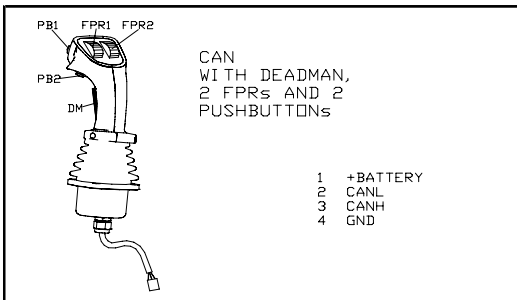 PB1 FPR1 FPR2
PB2
DM
CAN
WITH DEADMAN,
2 FPRs AND 2
PUSHBUTTONs
1 +BATTERY
2 CANL
3 CANH
4 GND